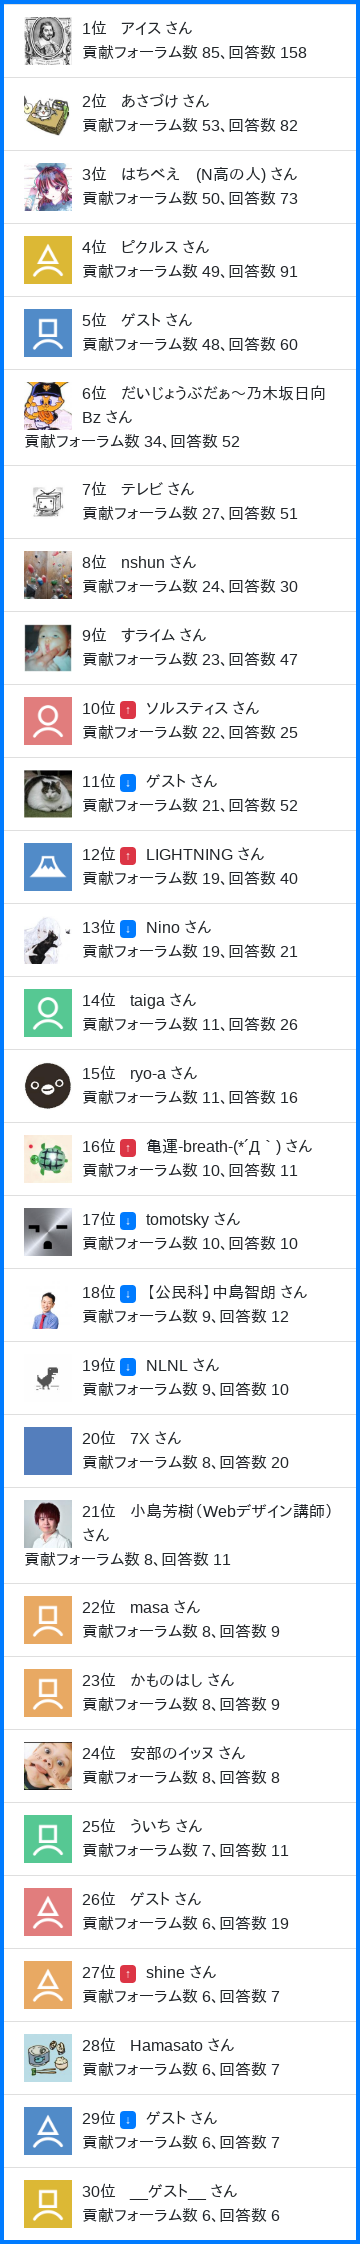 1位　アイス さん
貢献フォーラム数 85、回答数 158
2位　あさづけ さん
貢献フォーラム数 53、回答数 82
3位　はちべえ　(N高の人) さん
貢献フォーラム数 50、回答数 73
4位　ピクルス さん
貢献フォーラム数 49、回答数 91
5位　ゲスト さん
貢献フォーラム数 48、回答数 60
6位　だいじょうぶだぁ～乃木坂日向
Bz さん
貢献フォーラム数 34、回答数 52
7位　テレビ さん
貢献フォーラム数 27、回答数 51
8位　nshun さん
貢献フォーラム数 24、回答数 30
9位　すライム さん
貢献フォーラム数 23、回答数 47
10位 ↑ ソルスティス さん
貢献フォーラム数 22、回答数 25
11位 ↓ ゲスト さん
貢献フォーラム数 21、回答数 52
12位 ↑ LIGHTNING さん
貢献フォーラム数 19、回答数 40
13位 ↓ Nino さん
貢献フォーラム数 19、回答数 21
14位　taiga さん
貢献フォーラム数 11、回答数 26
15位　ryo-a さん
貢献フォーラム数 11、回答数 16
16位 ↑ 亀運-breath-(*´Д｀) さん
貢献フォーラム数 10、回答数 11
17位 ↓ tomotsky さん
貢献フォーラム数 10、回答数 10
18位 ↓ 【公民科】中島智朗 さん
貢献フォーラム数 9、回答数 12
19位 ↓ NLNL さん
貢献フォーラム数 9、回答数 10
20位　7X さん
貢献フォーラム数 8、回答数 20
21位　小島芳樹（Webデザイン講師）
さん
貢献フォーラム数 8、回答数 11
22位　masa さん
貢献フォーラム数 8、回答数 9
23位　かものはし さん
貢献フォーラム数 8、回答数 9
24位　安部のイッヌ さん
貢献フォーラム数 8、回答数 8
25位　ういち さん
貢献フォーラム数 7、回答数 11
26位　ゲスト さん
貢献フォーラム数 6、回答数 19
27位 ↑ shine さん
貢献フォーラム数 6、回答数 7
28位　Hamasato さん
貢献フォーラム数 6、回答数 7
29位 ↓ ゲスト さん
貢献フォーラム数 6、回答数 7
30位　__ゲスト__ さん
貢献フォーラム数 6、回答数 6